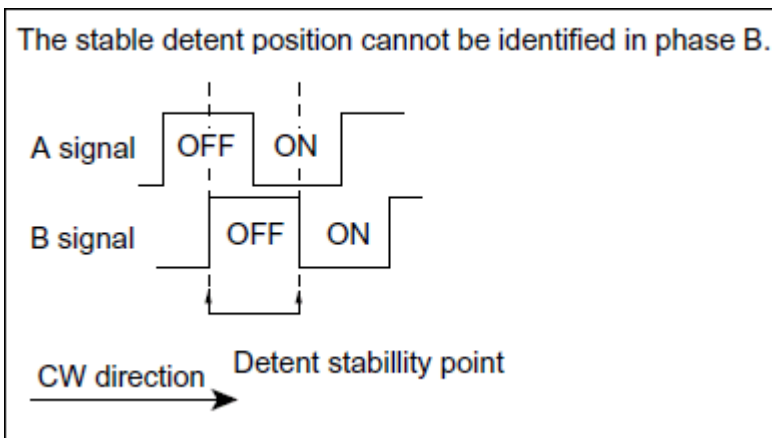 The stable detent position cannot be identified in phase B.
A signal OFF ON
B signal OFF ON
Detent stabillity point
CW direction